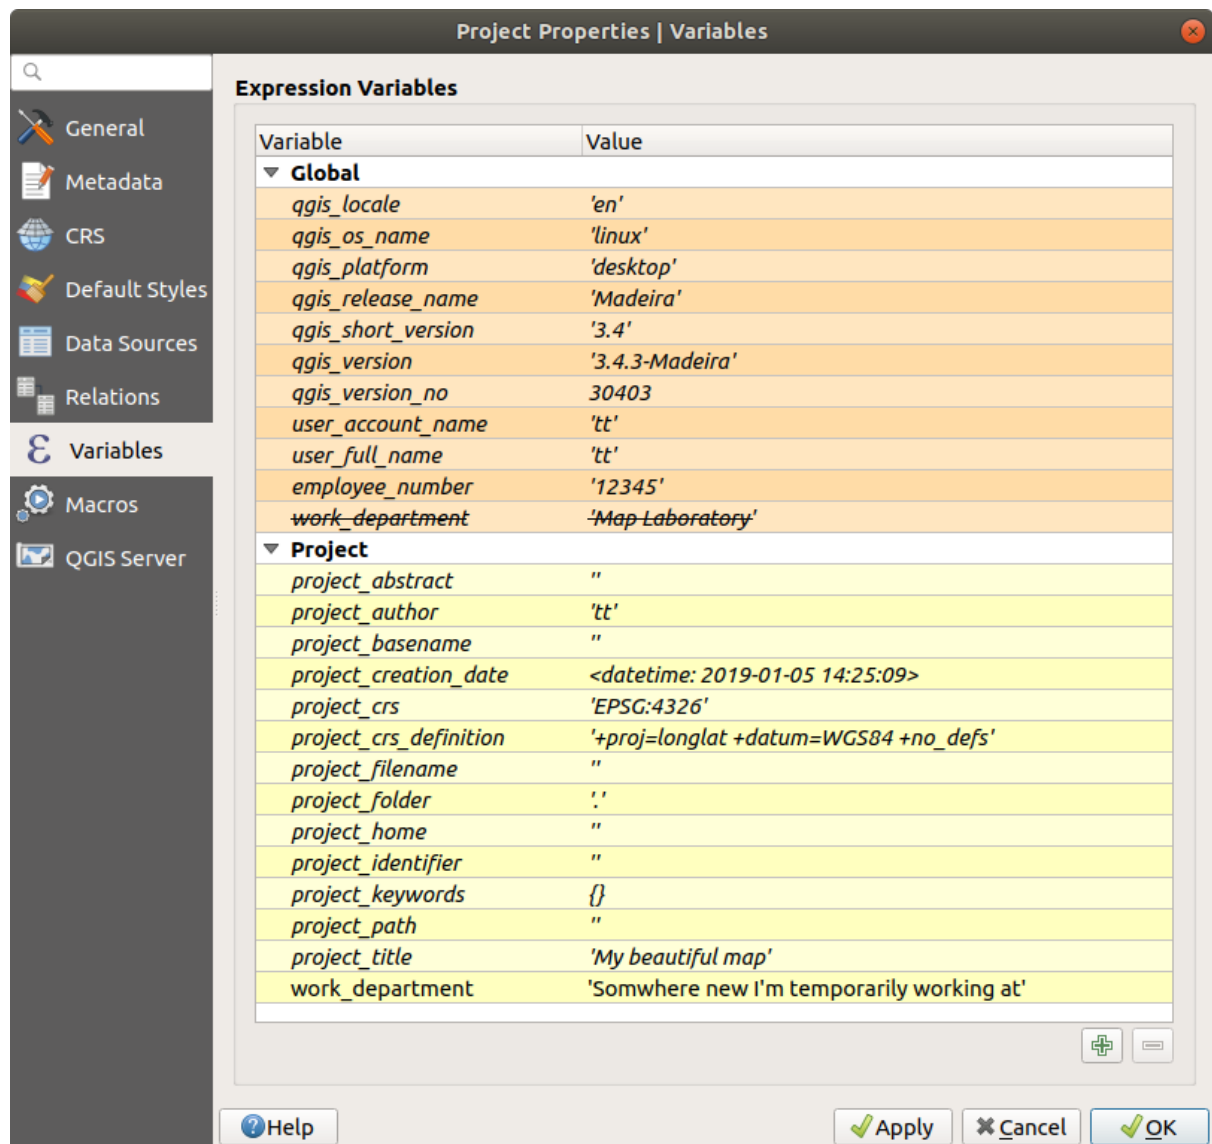 Project Properties | Variables
General
Metadata
CRS
Default Styles
Data Sources
Relations
Variables
Macros
QGIS Server
Expression Variables
Variable Value
Global
qgis_locale 'en'
qgis_os_name 'linux'
qgis_platform 'desktop'
qgis_release_name 'Madeira'
qgis_short_version '3.4'
qgis_version '3.4.3-Madeira'
qgis_version_no 30403
user_account_name 'tt'
user_full_name 'tt'
employee_number '12345'
work_department 'Map Laboratory'
Project
project_abstract ''
project_author 'tt'
project_basename ''
project_creation_date <datetime: 2019-01-05 14:25:09>
project_crs 'EPSG:4326'
project_crs_definition '+proj=longlat +datum=WGS84 +no_defs'
project_filename ''
project_folder '.'
project_home ''
project_identifier ''
project_keywords {}
project_path ''
project_title 'My beautiful map'
work_department 'Somwhere new I'm temporarily working at'
Help Apply Cancel OK